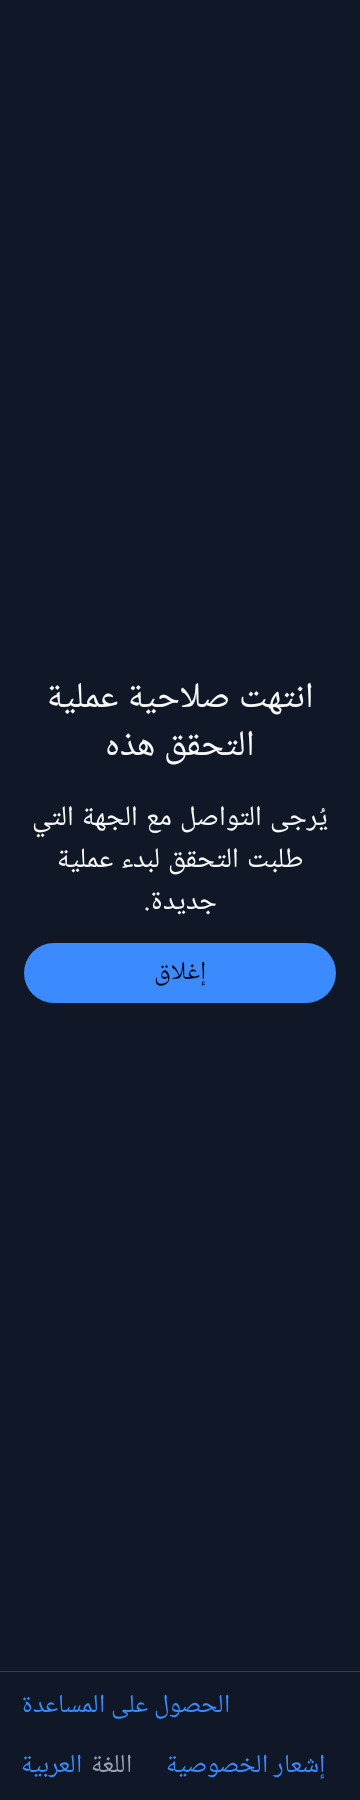 انتهت صلاحية عملية
التحقق هذه
يُرجى التواصل مع الجهة التي
طلبت التحقق لبدء عملية
جديدة.
إغلاق
الحصول على المساعدة
إشعار الخصوصية اللغة العربية